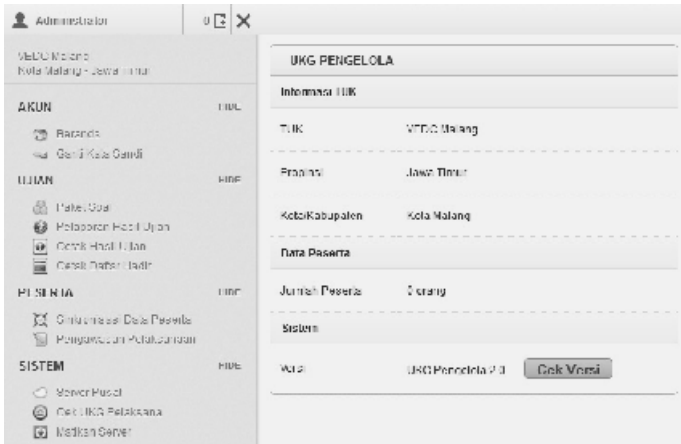 Administrator 0
VEDC Malang
Kota Malang - Jawa Timur
AKUN HIDE
Beranda
Ganti Kata Sandi
UJIAN HIDE
Paket Soal
Pelaporan Hasil Ujian
Cetak Hasil Ujian
Cetak Daftar Hadir
PESERTA HIDE
Sinkronisasi Data Peserta
Pengawasan Pelaksanaan
SISTEM HIDE
Server Pusat
Cek UKG Pelaksana
Matikan Server
UKG PENGELOLA
Informasi TUK
TUK VEDC Malang
Propinsi Jawa Timur
Kota/Kabupaten Kota Malang
Data Peserta
Jumlah Peserta 0 orang
Sistem
Versi UKG Pengelola 2.0 Cek Versi